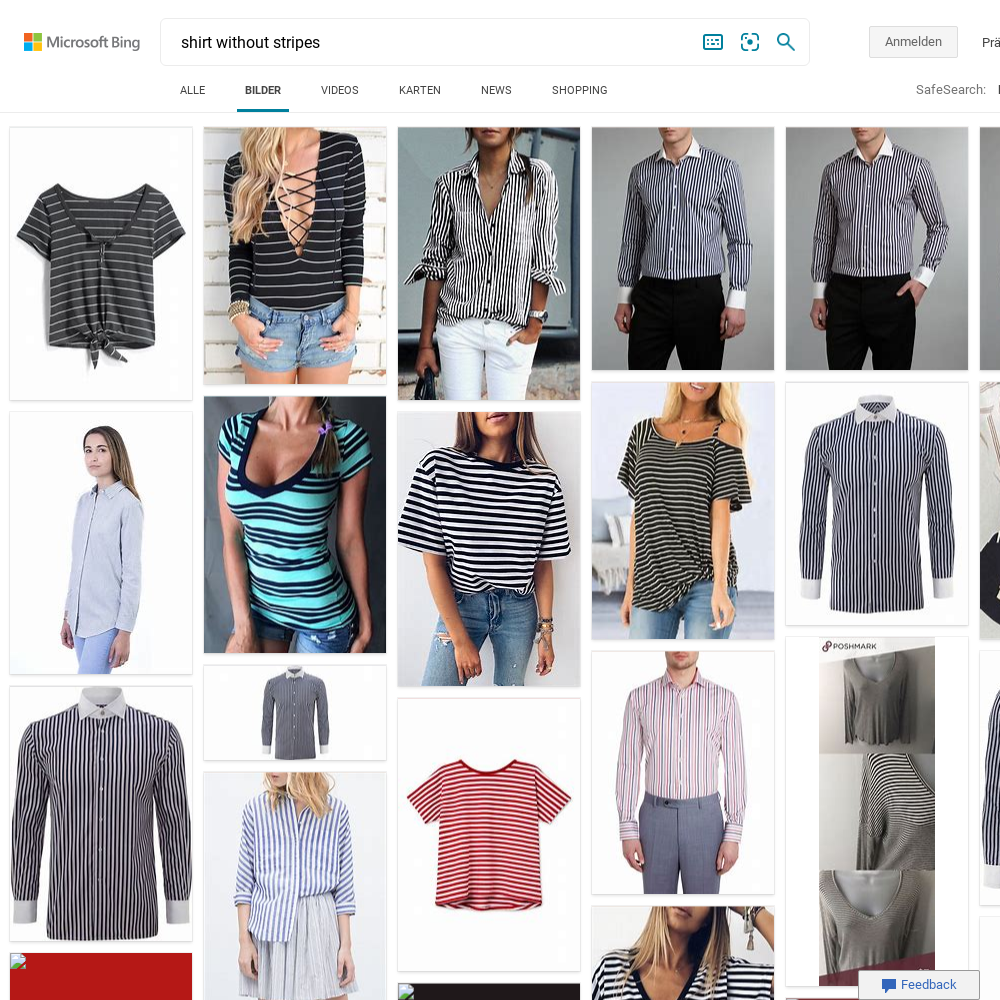 Microsoft Bing
shirt without stripes
Anmelden
Prä
ALLE
BILDER
VIDEOS
KARTEN
NEWS
SHOPPING
SafeSearch:
POSHMARK
Feedback